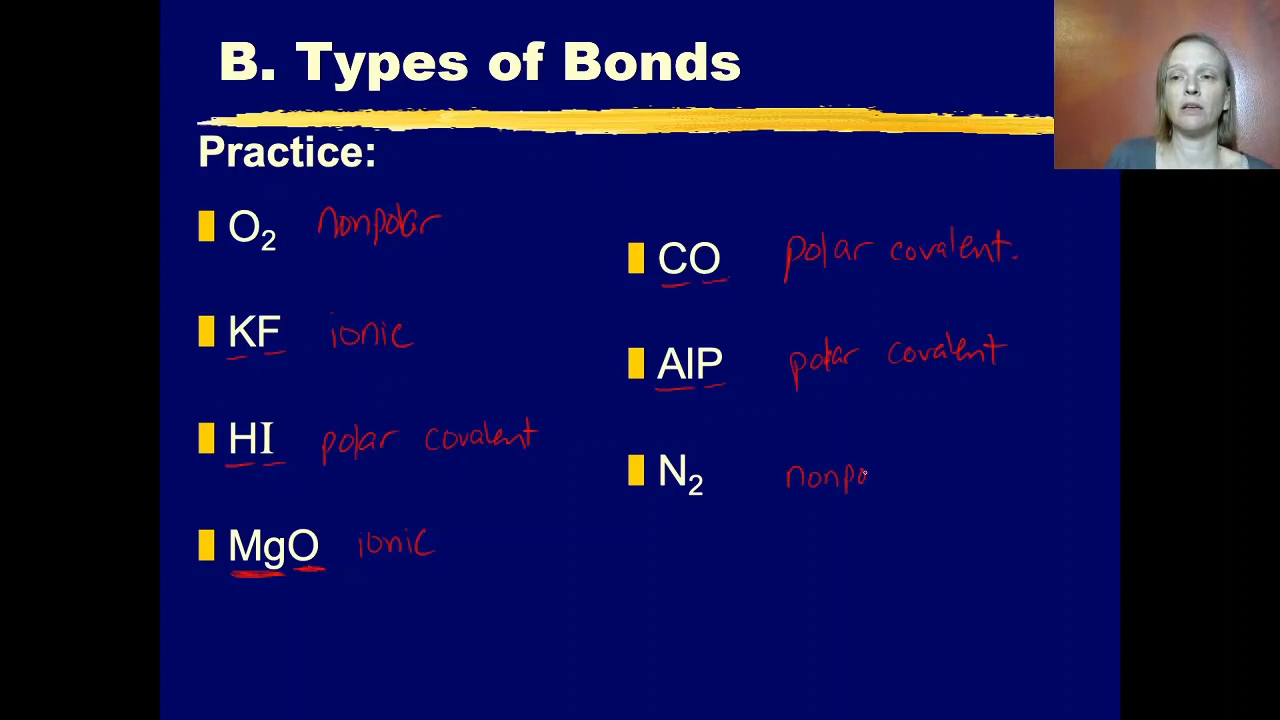 B. Types of Bonds
Practice:
O₂ nonpolar
KF ionic
HI polar covalent
MgO ionic
CO polar covalent.
AlP polar covalent
N₂ nonpo